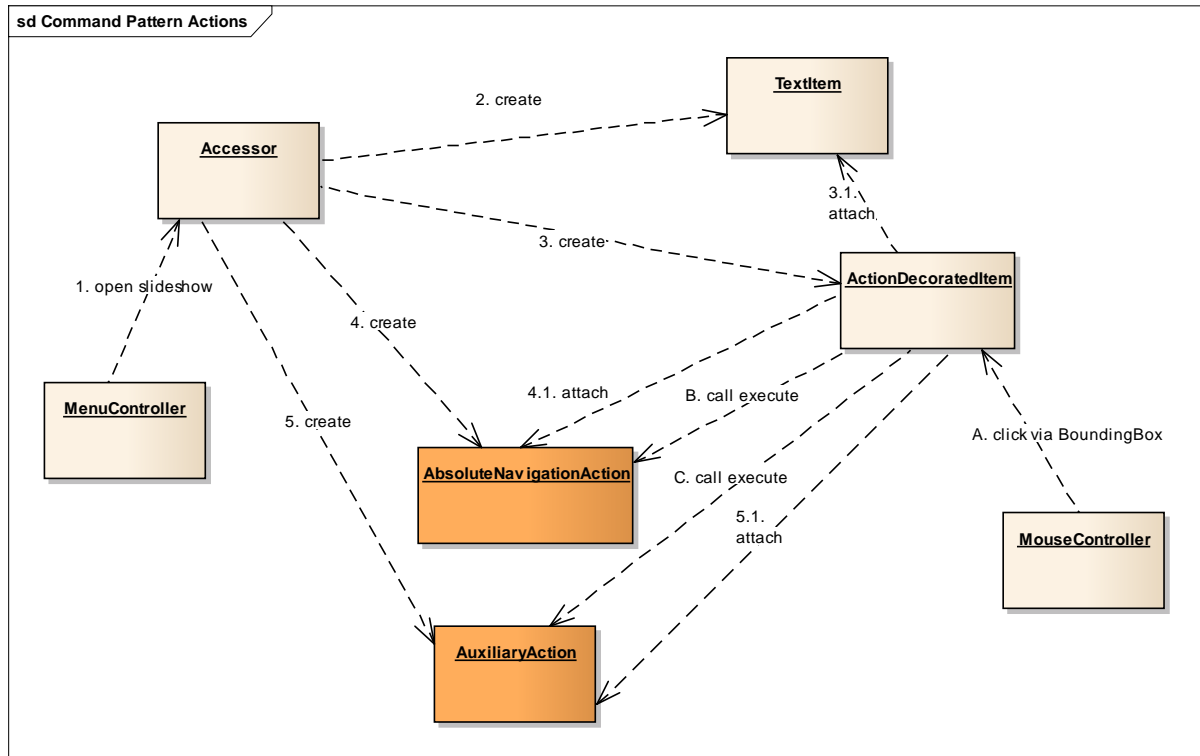 sd Command Pattern Actions
TextItem
2. create
Accessor
3.1.
attach
3. create
ActionDecoratedItem
1. open slideshow
4. create
MenuController
4.1. attach
B. call execute
5. create
A. click via BoundingBox
AbsoluteNavigationAction
C. call execute
5.1.
attach
MouseController
AuxiliaryAction